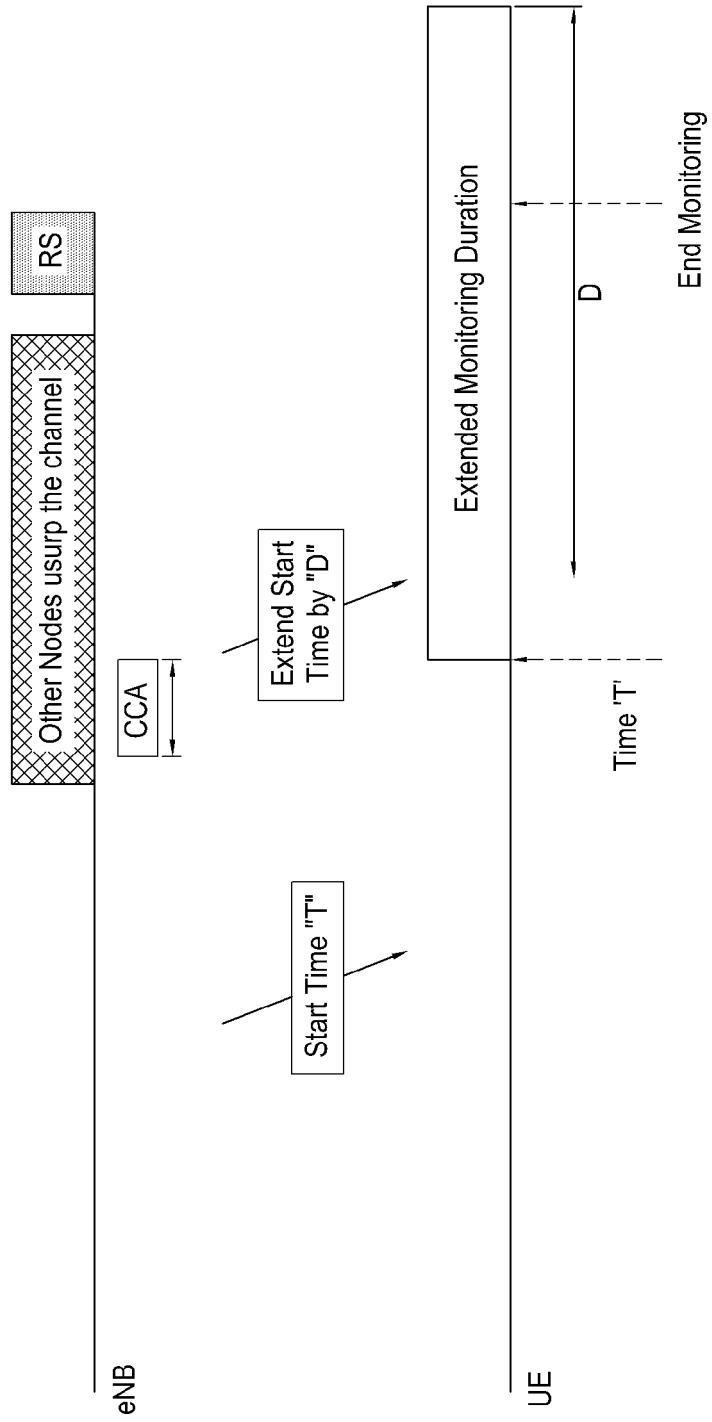 eNB
Other Nodes usurp the channel
RS
CCA
Start Time "T"
Extend Start
Time by "D"
UE
Extended Monitoring Duration
D
Time 'T'
End Monitoring